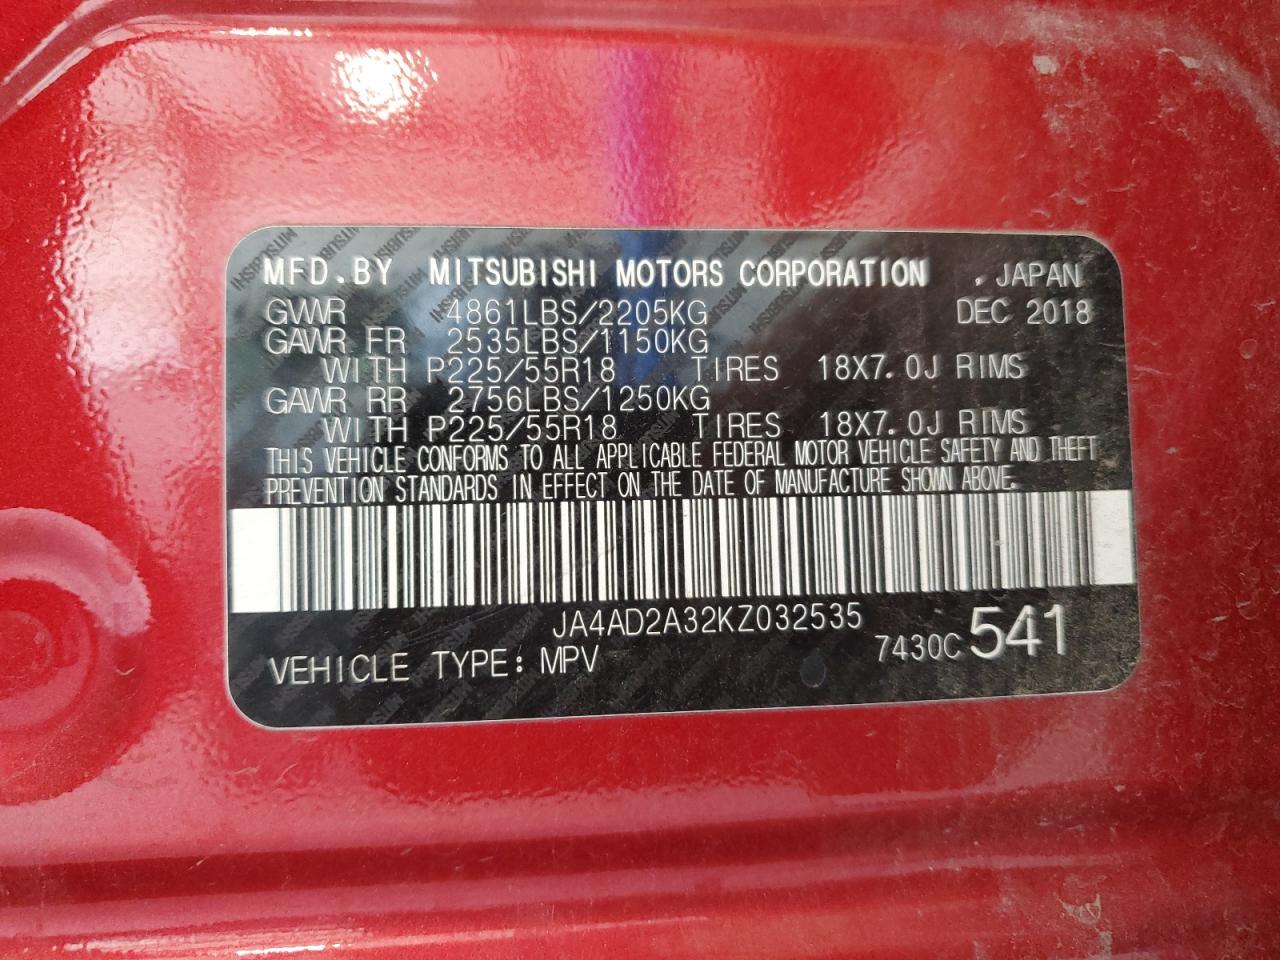 MFD.BY MITSUBISHI MOTORS CORPORATION , JAPAN
GVWR 4861LBS/2205KG DEC 2018
GAWR FR 2535LBS/1150KG
WITH P225/55R18 TIRES 18X7.0J RIMS
GAWR RR 2756LBS/1250KG
WITH P225/55R18 TIRES 18X7.0J RIMS
THIS VEHICLE CONFORMS TO ALL APPLICABLE FEDERAL MOTOR VEHICLE SAFETY AND THEFT
PREVENTION STANDARDS IN EFFECT ON THE DATE OF MANUFACTURE SHOWN ABOVE.
JA4AD2A32KZ032535
7430C 541
VEHICLE TYPE: MPV